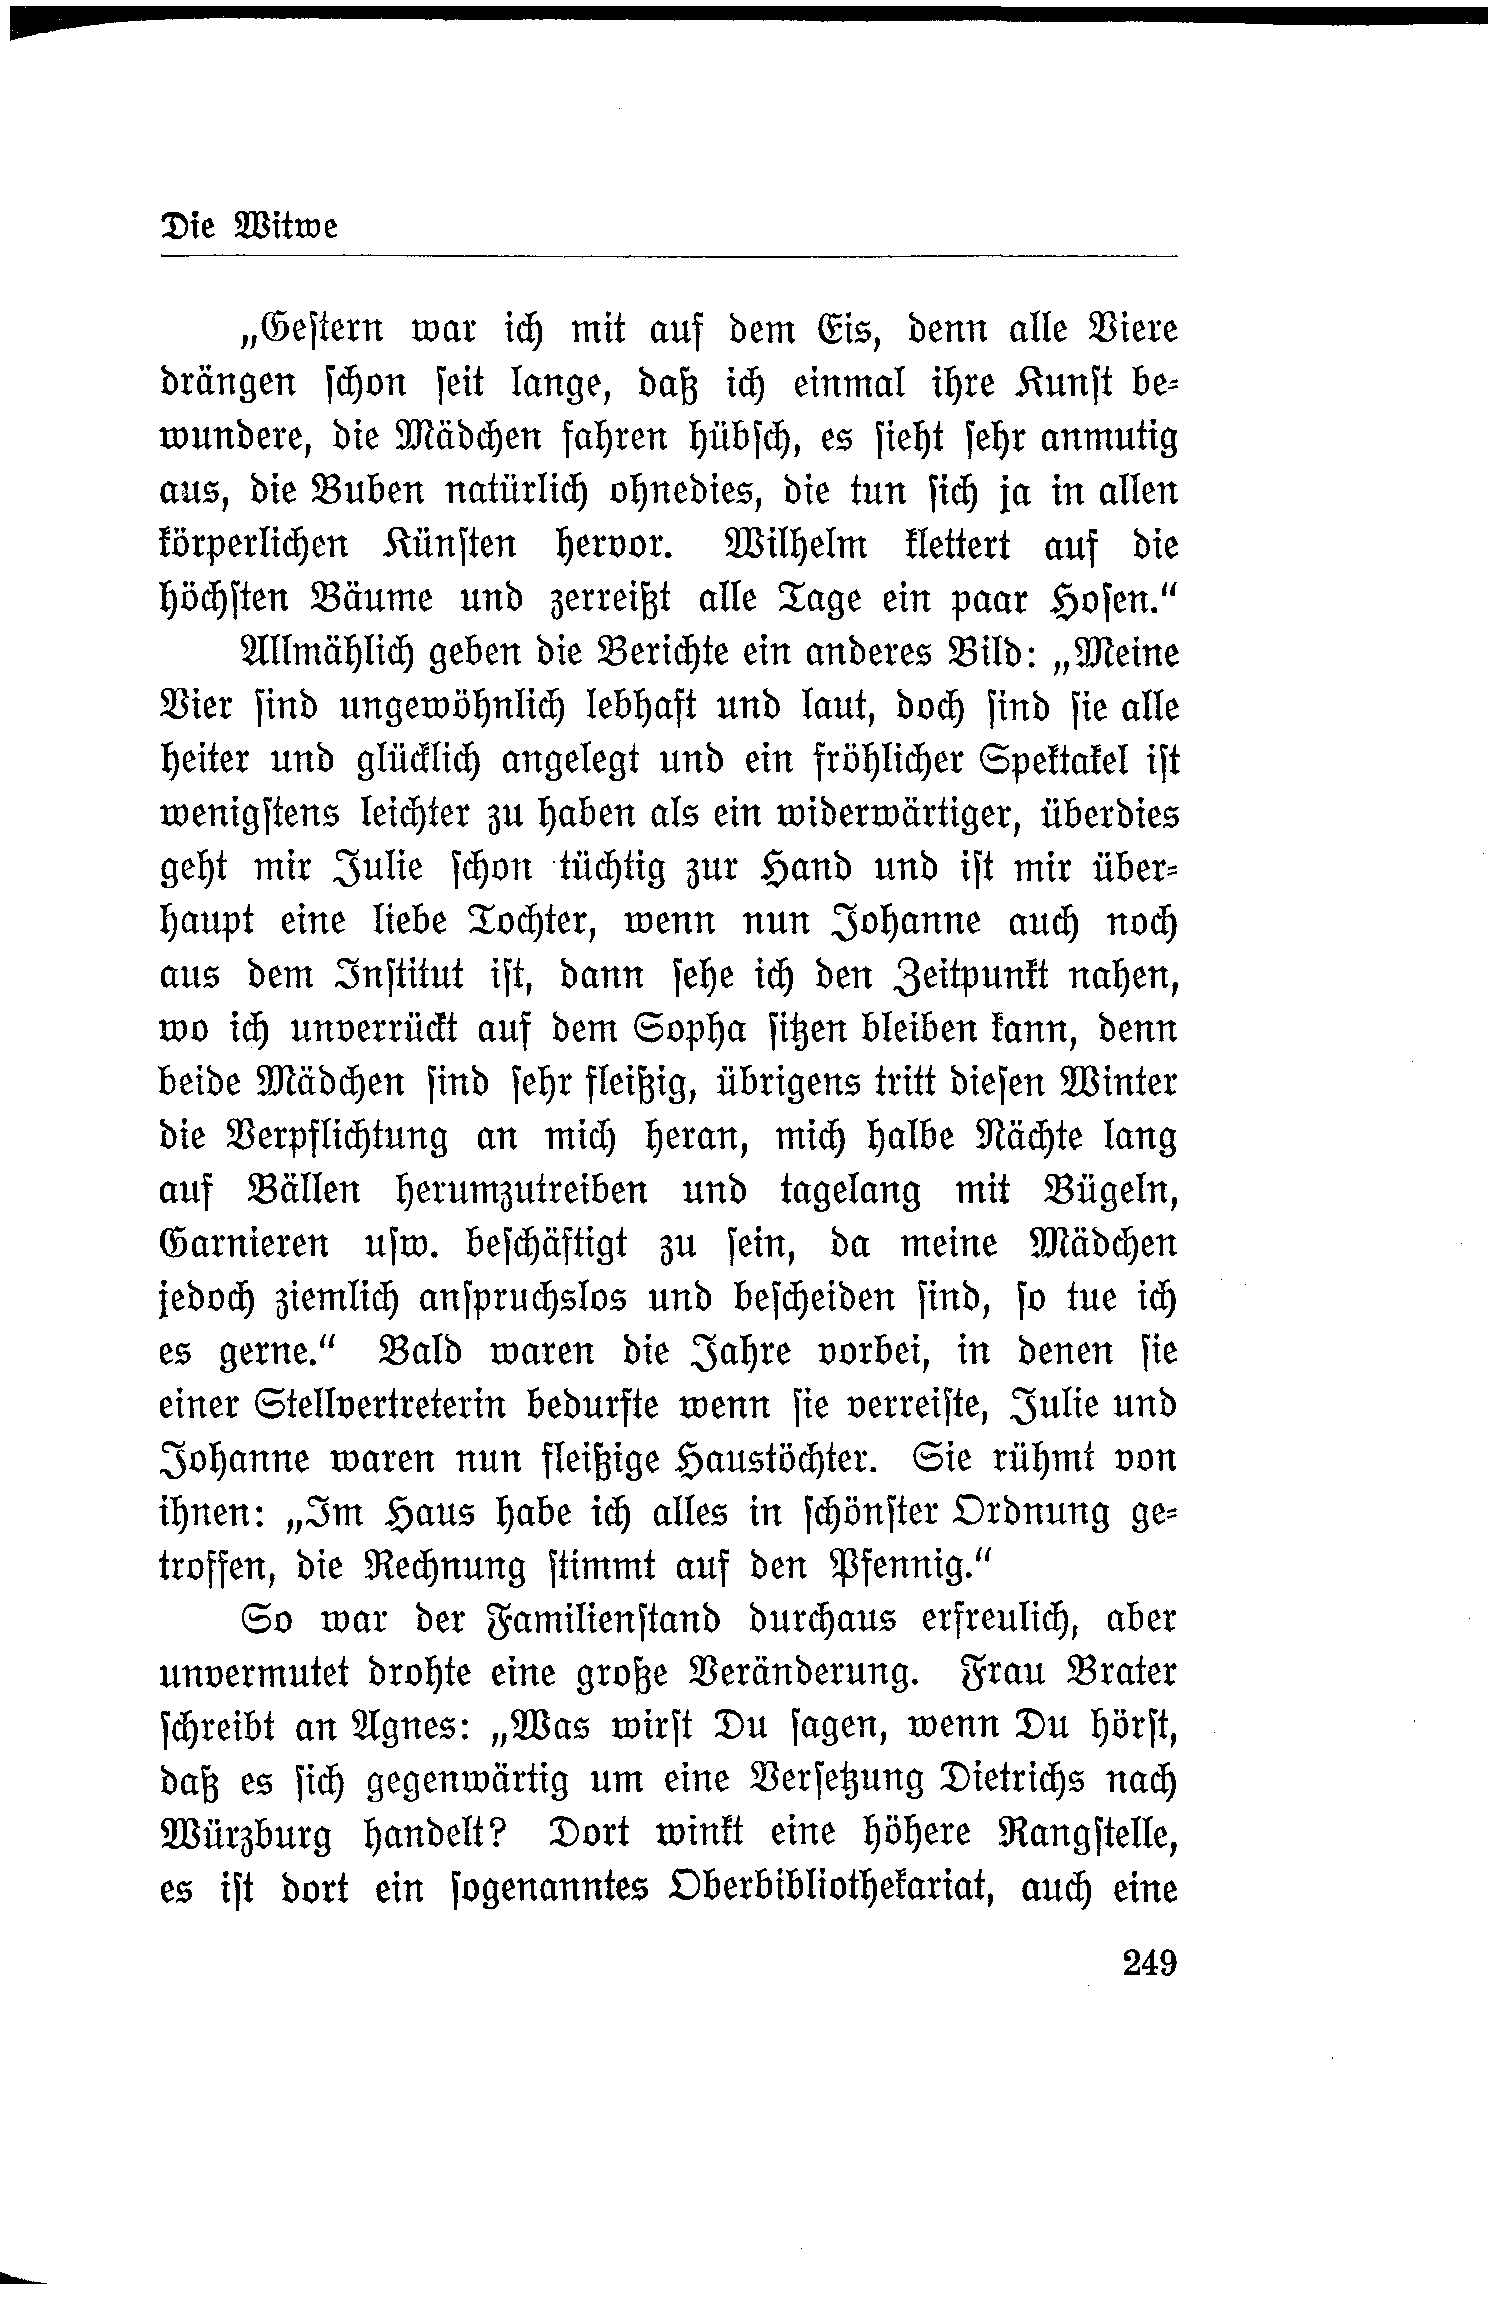 Die Witwe
„Gestern war ich mit auf dem Eis, denn alle Viere
drängen schon seit lange, daß ich einmal ihre Kunst be-
wundere, die Mädchen fahren hübsch, es sieht sehr anmutig
aus, die Buben natürlich ohnedies, die tun sich ja in allen
körperlichen Künsten hervor. Wilhelm klettert auf die
höchsten Bäume und zerreißt alle Tage ein paar Hosen.“
Allmählich geben die Berichte ein anderes Bild: „Meine
Vier sind ungewöhnlich lebhaft und laut, doch sind sie alle
heiter und glücklich angelegt und ein fröhlicher Spektakel ist
wenigstens leichter zu haben als ein widerwärtiger, überdies
geht mir Julie schon tüchtig zur Hand und ist mir über-
haupt eine liebe Tochter, wenn nun Johanne auch noch
aus dem Institut ist, dann sehe ich den Zeitpunkt nahen,
wo ich unverrückt auf dem Sopha sitzen bleiben kann, denn
beide Mädchen sind sehr fleißig, übrigens tritt diesen Winter
die Verpflichtung an mich heran, mich halbe Nächte lang
auf Bällen herumzutreiben und tagelang mit Bügeln,
Garnieren usw. beschäftigt zu sein, da meine Mädchen
jedoch ziemlich anspruchslos und bescheiden sind, so tue ich
es gerne.“ Bald waren die Jahre vorbei, in denen sie
einer Stellvertreterin bedurfte wenn sie verreiste, Julie und
Johanne waren nun fleißige Haustöchter. Sie rühmt von
ihnen: „Im Haus habe ich alles in schönster Ordnung ge-
troffen, die Rechnung stimmt auf den Pfennig.“
So war der Familienstand durchaus erfreulich, aber
unvermutet drohte eine große Veränderung. Frau Brater
schreibt an Agnes: „Was wirst Du sagen, wenn Du hörst,
daß es sich gegenwärtig um eine Versetzung Dietrichs nach
Würzburg handelt? Dort winkt eine höhere Rangstelle,
es ist dort ein sogenanntes Oberbibliothekariat, auch eine
249